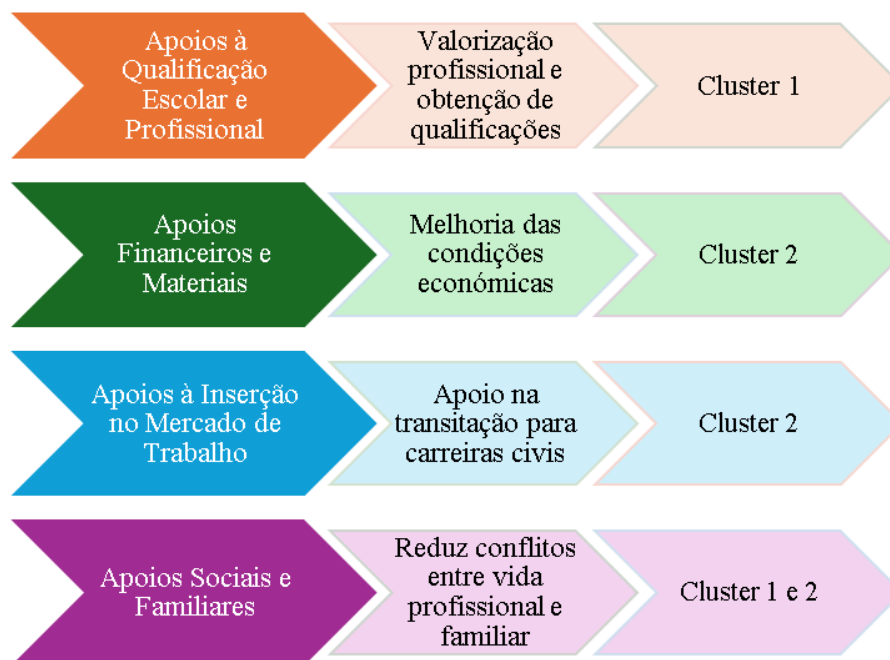 Apoios à
Qualificação
Escolar e
Profissional
Valorização
profissional e
obtenção de
qualificações
Cluster 1
Apoios
Financeiros e
Materiais
Melhoria das
condições
económicas
Cluster 2
Apoios à Inserção
no Mercado de
Trabalho
Apoio na
transitação para
carreiras civis
Cluster 2
Apoios Sociais e
Familiares
Reduz conflitos
entre vida
profissional e
familiar
Cluster 1 e 2